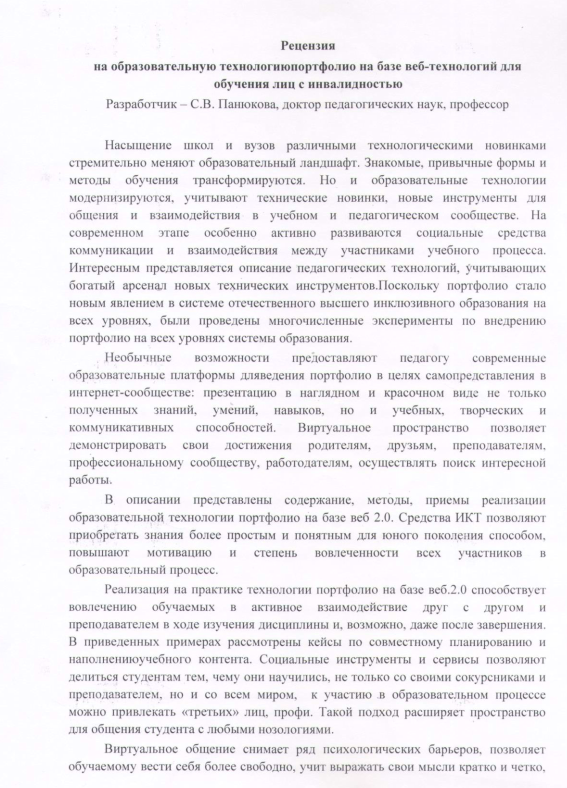 Рецензия
на образовательную технологиюпортфолио на базе веб-технологий для
обучения лиц с инвалидностью
Разработчик – С.В. Панюкова, доктор педагогических наук, профессор
Насыщение школ и вузов различными технологическими новинками
стремительно меняют образовательный ландшафт. Знакомые, привычные формы и
методы обучения трансформируются. Но и образовательные технологии
модернизируются, учитывают технические новинки, новые инструменты для
общения и взаимодействия в учебном и педагогическом сообществе. На
современном этапе особенно активно развиваются социальные средства
коммуникации и взаимодействия между участниками учебного процесса.
Интересным представляется описание педагогических технологий, учитывающих
богатый арсенал новых технических инструментов.Поскольку портфолио стало
новым явлением в системе отечественного высшего инклюзивного образования на
всех уровнях, были проведены многочисленные эксперименты по внедрению
портфолио на всех уровнях системы образования.
Необычные возможности предоставляют педагогу современные
образовательные платформы дляведения портфолио в целях самопредставления в
интернет-сообществе: презентацию в наглядном и красочном виде не только
полученных знаний, умений, навыков, но и учебных, творческих и
коммуникативных способностей. Виртуальное пространство позволяет
демонстрировать свои достижения родителям, друзьям, преподавателям,
профессиональному сообществу, работодателям, осуществлять поиск интересной
работы.
В описании представлены содержание, методы, приемы реализации
образовательной технологии портфолио на базе веб 2.0. Средства ИКТ позволяют
приобретать знания более простым и понятным для юного поколения способом,
повышают мотивацию и степень вовлеченности всех участников в
образовательный процесс.
Реализация на практике технологии портфолио на базе веб.2.0 способствует
вовлечению обучаемых в активное взаимодействие друг с другом и
преподавателем в ходе изучения дисциплины и, возможно, даже после завершения.
В приведенных примерах рассмотрены кейсы по совместному планированию и
наполнениюучебного контента. Социальные инструменты и сервисы позволяют
делиться студентам тем, чему они научились, не только со своими сокурсниками и
преподавателем, но и со всем миром, к участию в образовательном процессе
можно привлекать «третьих» лиц, профи. Такой подход расширяет пространство
для общения студента с любыми нозологиями.
Виртуальное общение снимает ряд психологических барьеров, позволяет
обучаемому вести себя более свободно, учит выражать свои мысли кратко и четко,